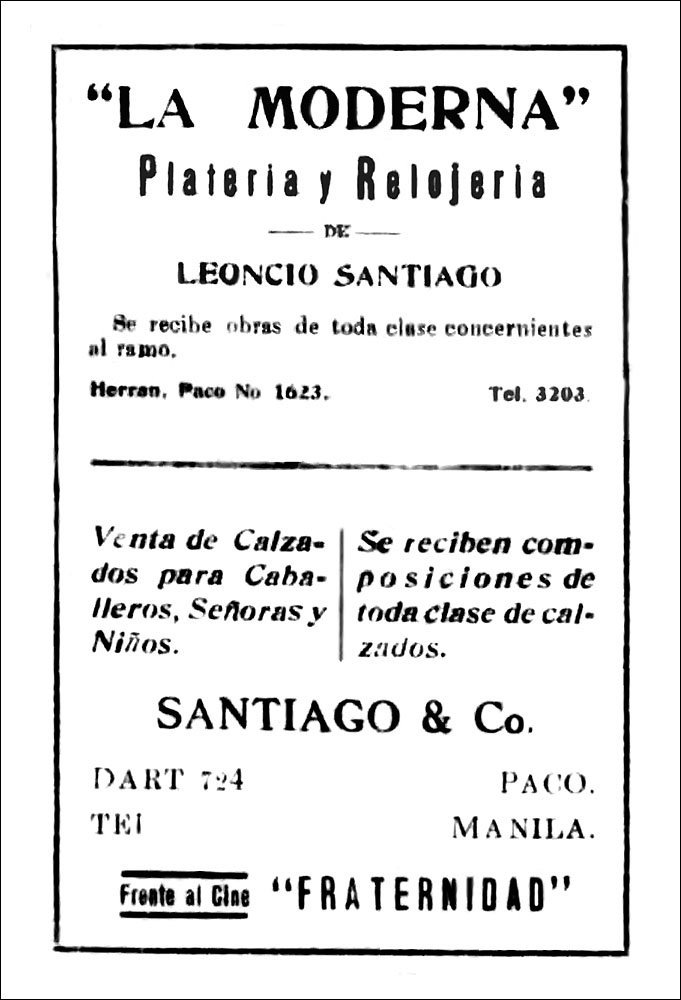 "LA MODERNA"
Plateria y Relojeria
DE
LEONCIO SANTIAGO
Se recibe obras de toda clase concernientes
al ramo.
Herran, Paco No 1623. Tel. 3203.
Venta de Calza-
dos para Caba-
lleros, Señoras y
Niños.
Se reciben com-
posiciones de
toda clase de cal-
zados.
SANTIAGO & Co.
DART 724 PACO.
TEL MANILA.
Frente al Cine "FRATERNIDAD"